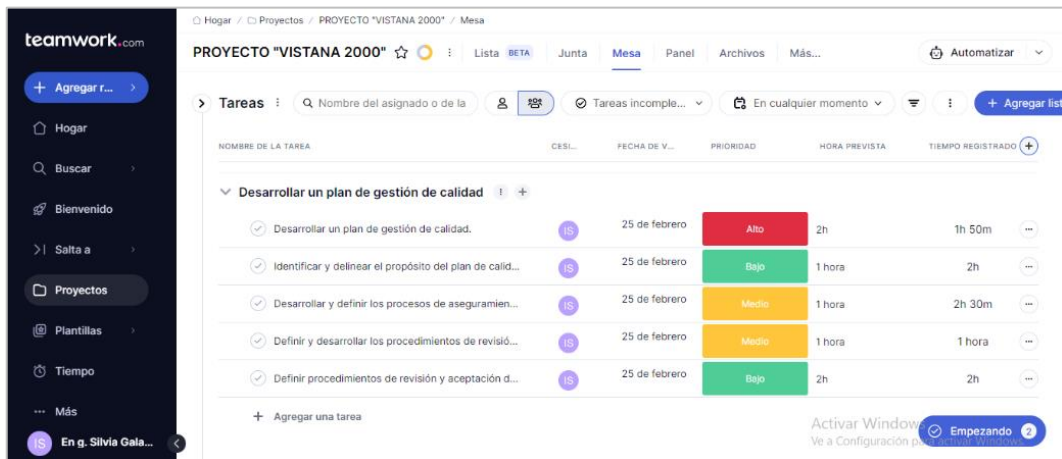 teamwork.com
Hogar / Proyectos / PROYECTO "VISTANA 2000" / Mesa
PROYECTO "VISTANA 2000"
Lista BETA Junta Mesa Panel Archivos Más... Automatizar
+ Agregar r...
Hogar
Buscar
Bienvenido
Salta a
Proyectos
Plantillas
Tiempo
Más
IS En g. Silvia Gala...
Tareas Nombre del asignado o de la Tareas incomple... En cualquier momento + Agregar list
NOMBRE DE LA TAREA CESI... FECHA DE V... PRIORIDAD HORA PREVISTA TIEMPO REGISTRADO
Desarrollar un plan de gestión de calidad ! +
Desarrollar un plan de gestión de calidad. IS 25 de febrero Alto 2h 1h 50m
Identificar y delinear el propósito del plan de calid... IS 25 de febrero Bajo 1 hora 2h
Desarrollar y definir los procesos de aseguramien... IS 25 de febrero Medio 1 hora 2h 30m
Definir y desarrollar los procedimientos de revisió... IS 25 de febrero Medio 1 hora 1 hora
Definir procedimientos de revisión y aceptación d... IS 25 de febrero Bajo 2h 2h
+ Agregar una tarea
Activar Windows
Ve a Configuración para activar Windows.
Empezando 2